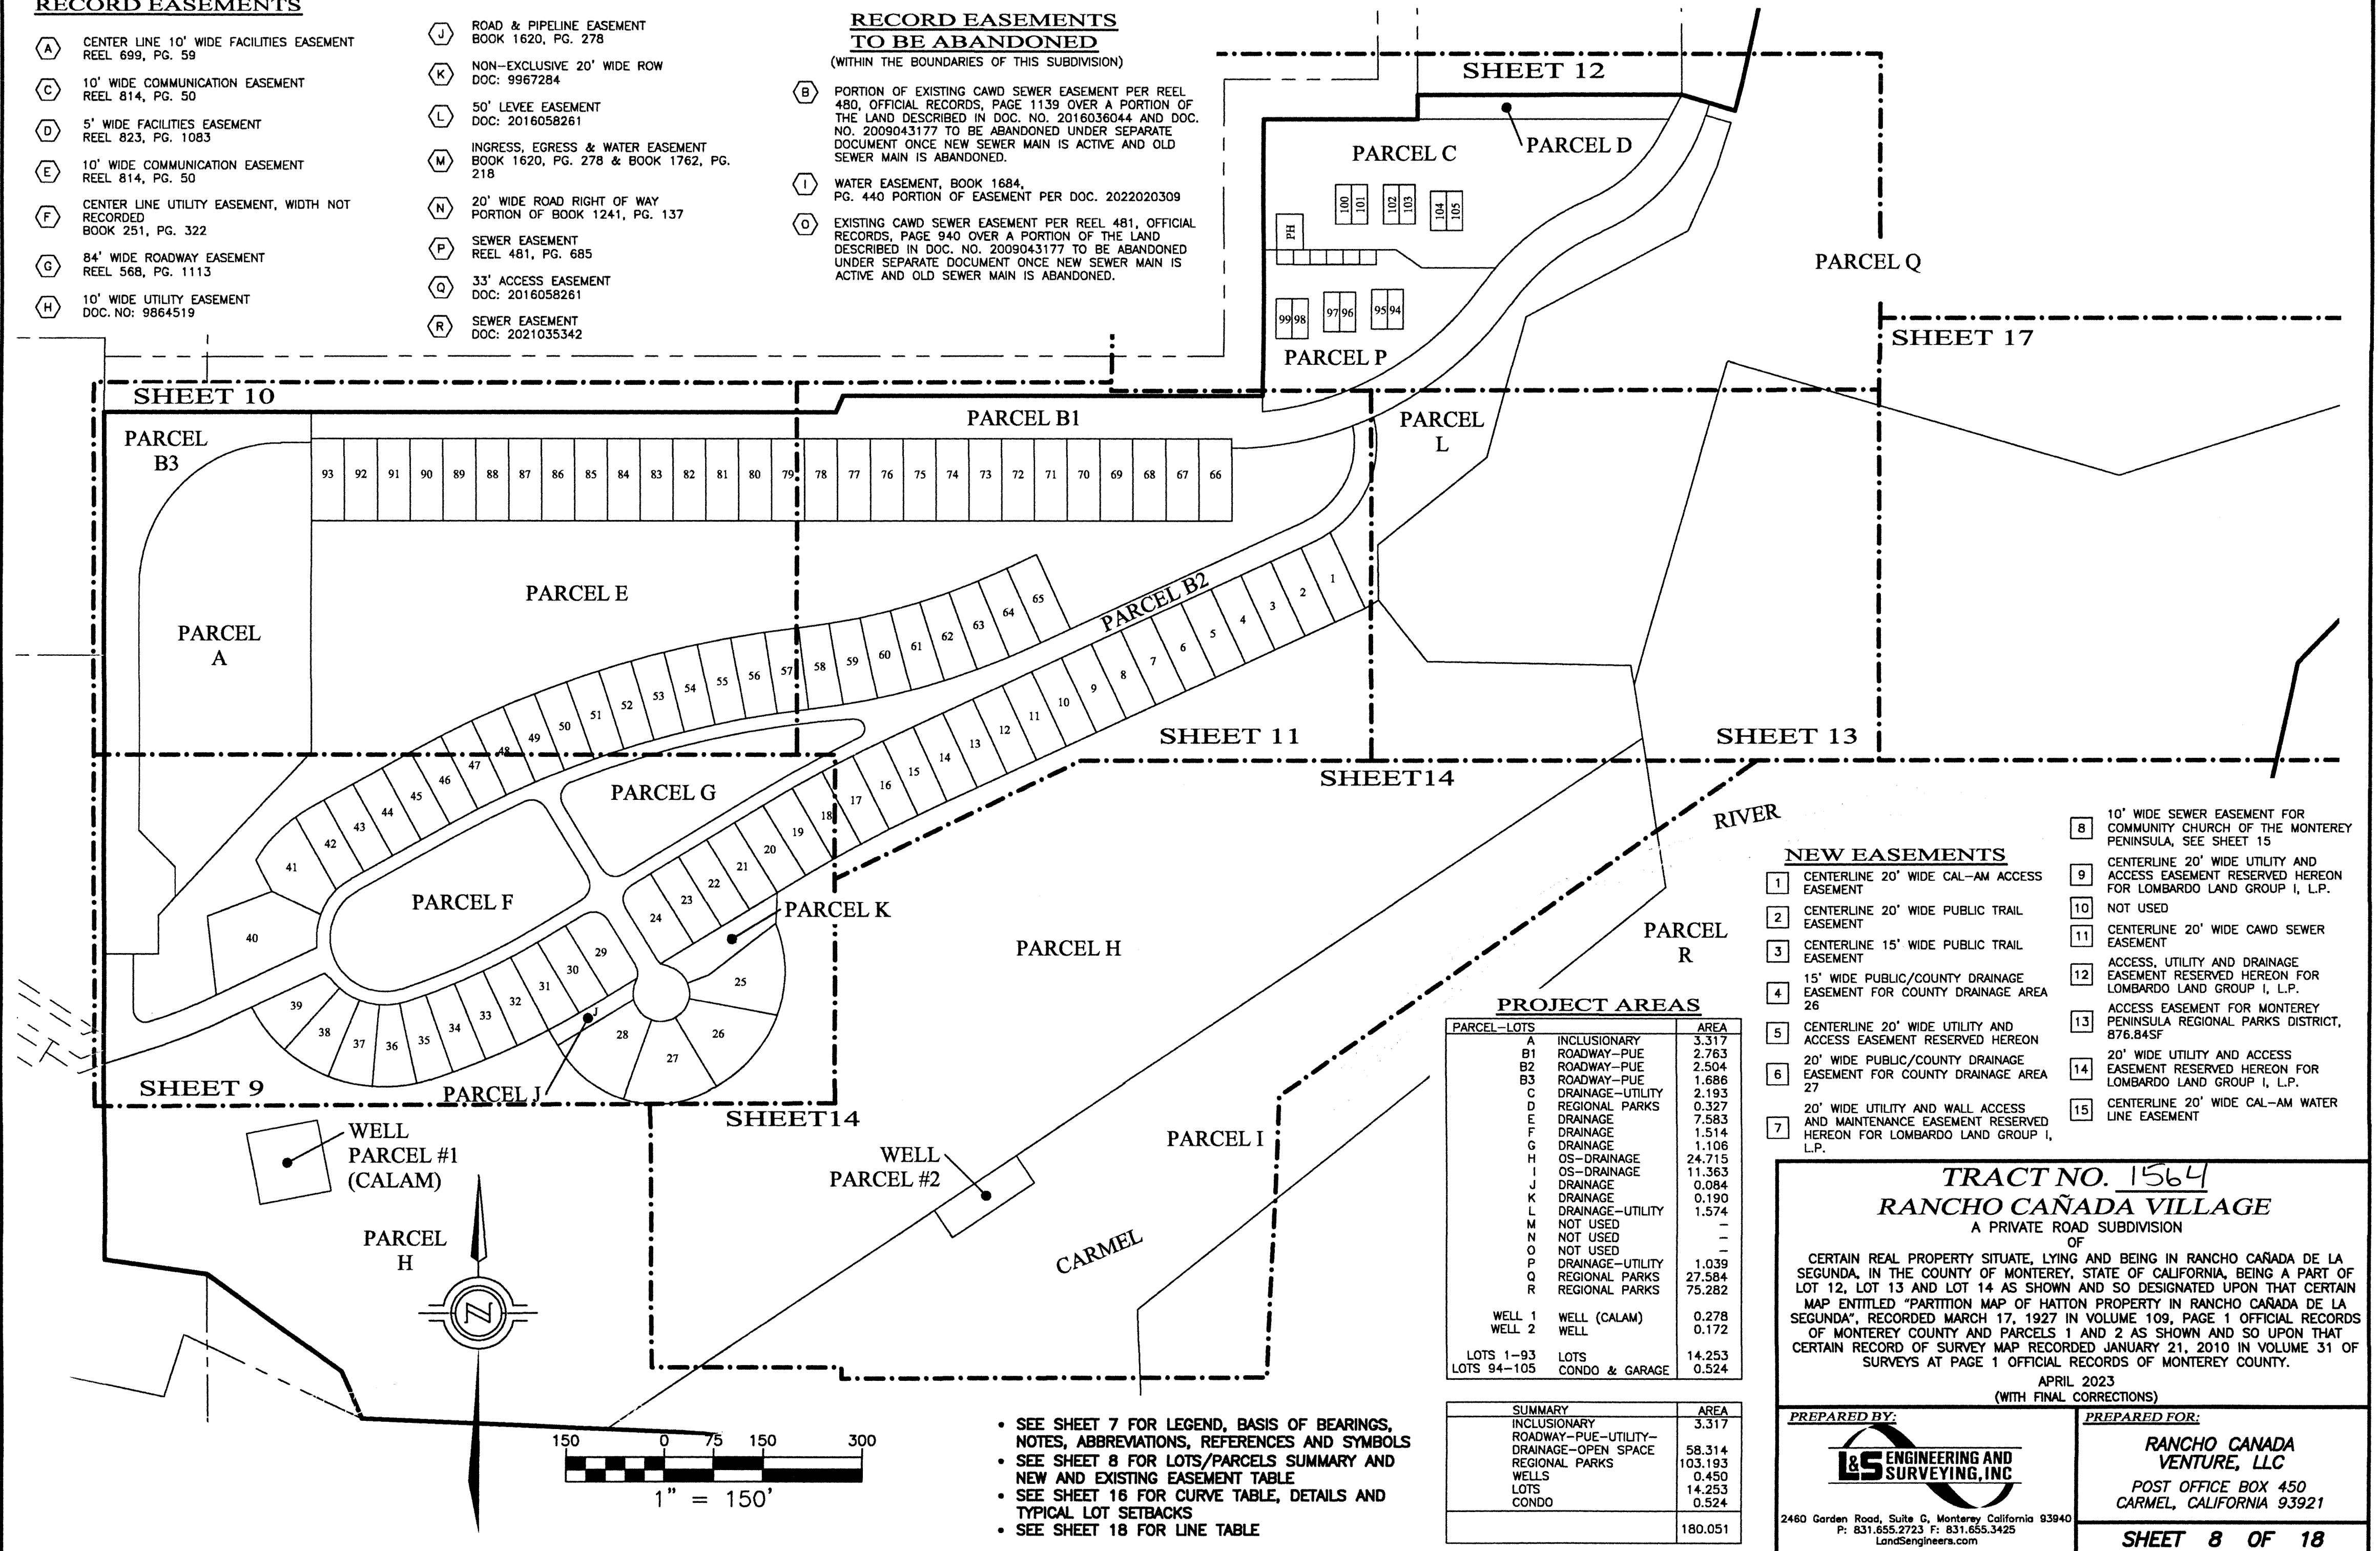 RECORD EASEMENTS
A
CENTER LINE 10' WIDE FACILITIES EASEMENT
REEL 699, PG. 59
C
10' WIDE COMMUNICATION EASEMENT
REEL 814, PG. 50
D
5' WIDE FACILITIES EASEMENT
REEL 823, PG. 1083
E
10' WIDE COMMUNICATION EASEMENT
REEL 814, PG. 50
F
CENTER LINE UTILITY EASEMENT, WIDTH NOT
RECORDED
BOOK 251, PG. 322
G
84' WIDE ROADWAY EASEMENT
REEL 568, PG. 1113
H
10' WIDE UTILITY EASEMENT
DOC. NO: 9864519
J
ROAD & PIPELINE EASEMENT
BOOK 1620, PG. 278
K
NON-EXCLUSIVE 20' WIDE ROW
DOC: 9967284
L
50' LEVEE EASEMENT
DOC: 2016058261
M
INGRESS, EGRESS & WATER EASEMENT
BOOK 1620, PG. 278 & BOOK 1762, PG.
218
N
20' WIDE ROAD RIGHT OF WAY
PORTION OF BOOK 1241, PG. 137
P
SEWER EASEMENT
REEL 481, PG. 685
Q
33' ACCESS EASEMENT
DOC: 2016058261
R
SEWER EASEMENT
DOC: 2021035342
RECORD EASEMENTS
TO BE ABANDONED
(WITHIN THE BOUNDARIES OF THIS SUBDIVISION)
B
PORTION OF EXISTING CAWD SEWER EASEMENT PER REEL
480, OFFICIAL RECORDS, PAGE 1139 OVER A PORTION OF
THE LAND DESCRIBED IN DOC. NO. 2016036044 AND DOC.
NO. 2009043177 TO BE ABANDONED UNDER SEPARATE
DOCUMENT ONCE NEW SEWER MAIN IS ACTIVE AND OLD
SEWER MAIN IS ABANDONED.
I
WATER EASEMENT, BOOK 1684,
PG. 440 PORTION OF EASEMENT PER DOC. 2022020309
O
EXISTING CAWD SEWER EASEMENT PER REEL 481, OFFICIAL
RECORDS, PAGE 940 OVER A PORTION OF THE LAND
DESCRIBED IN DOC. NO. 2009043177 TO BE ABANDONED
UNDER SEPARATE DOCUMENT ONCE NEW SEWER MAIN IS
ACTIVE AND OLD SEWER MAIN IS ABANDONED.
SHEET 12
PARCEL D
PARCEL C
100 101 102 103 104 105
PH
PARCEL Q
99 98 97 96 95 94
PARCEL P
SHEET 17
SHEET 10
PARCEL B1
PARCEL
L
PARCEL
B3
93 92 91 90 89 88 87 86 85 84 83 82 81 80 79 78 77 76 75 74 73 72 71 70 69 68 67 66
PARCEL E
PARCEL B2
PARCEL
A
65 64 63 62 61 60 59 58 57 56 55 54 53 52 51 50 49 48 47 46 45 44 43 42 41 40
1 2 3 4 5 6 7 8 9 10 11 12 13 14 15 16 17 18 19 20 21 22 23 24
SHEET 11
SHEET 13
SHEET14
PARCEL G
PARCEL F
PARCEL K
PARCEL H
PARCEL
R
RIVER
25 26 27 28
29 30 31 32 33 34 35 36 37 38 39
J
PARCEL J
SHEET 9
SHEET14
WELL
PARCEL #1
(CALAM)
WELL
PARCEL #2
PARCEL I
CARMEL
PARCEL
H
N
150 0 75 150 300
1" = 150'
• SEE SHEET 7 FOR LEGEND, BASIS OF BEARINGS,
NOTES, ABBREVIATIONS, REFERENCES AND SYMBOLS
• SEE SHEET 8 FOR LOTS/PARCELS SUMMARY AND
NEW AND EXISTING EASEMENT TABLE
• SEE SHEET 16 FOR CURVE TABLE, DETAILS AND
TYPICAL LOT SETBACKS
• SEE SHEET 18 FOR LINE TABLE
PROJECT AREAS
PARCEL-LOTS AREA
A INCLUSIONARY 3.317
B1 ROADWAY-PUE 2.763
B2 ROADWAY-PUE 2.504
B3 ROADWAY-PUE 1.686
C DRAINAGE-UTILITY 2.193
D REGIONAL PARKS 0.327
E DRAINAGE 7.583
F DRAINAGE 1.514
G DRAINAGE 1.106
H OS-DRAINAGE 24.715
I OS-DRAINAGE 11.363
J DRAINAGE 0.084
K DRAINAGE 0.190
L DRAINAGE-UTILITY 1.574
M NOT USED -
N NOT USED -
O NOT USED -
P DRAINAGE-UTILITY 1.039
Q REGIONAL PARKS 27.584
R REGIONAL PARKS 75.282
WELL 1 WELL (CALAM) 0.278
WELL 2 WELL 0.172
LOTS 1-93 LOTS 14.253
LOTS 94-105 CONDO & GARAGE 0.524
SUMMARY AREA
INCLUSIONARY 3.317
ROADWAY-PUE-UTILITY-
DRAINAGE-OPEN SPACE 58.314
REGIONAL PARKS 103.193
WELLS 0.450
LOTS 14.253
CONDO 0.524
180.051
NEW EASEMENTS
1
CENTERLINE 20' WIDE CAL-AM ACCESS
EASEMENT
2
CENTERLINE 20' WIDE PUBLIC TRAIL
EASEMENT
3
CENTERLINE 15' WIDE PUBLIC TRAIL
EASEMENT
4
15' WIDE PUBLIC/COUNTY DRAINAGE
EASEMENT FOR COUNTY DRAINAGE AREA
26
5
CENTERLINE 20' WIDE UTILITY AND
ACCESS EASEMENT RESERVED HEREON
6
20' WIDE PUBLIC/COUNTY DRAINAGE
EASEMENT FOR COUNTY DRAINAGE AREA
27
7
20' WIDE UTILITY AND WALL ACCESS
AND MAINTENANCE EASEMENT RESERVED
HEREON FOR LOMBARDO LAND GROUP I,
L.P.
8
10' WIDE SEWER EASEMENT FOR
COMMUNITY CHURCH OF THE MONTEREY
PENINSULA, SEE SHEET 15
9
CENTERLINE 20' WIDE UTILITY AND
ACCESS EASEMENT RESERVED HEREON
FOR LOMBARDO LAND GROUP I, L.P.
10
NOT USED
11
CENTERLINE 20' WIDE CAWD SEWER
EASEMENT
12
ACCESS, UTILITY AND DRAINAGE
EASEMENT RESERVED HEREON FOR
LOMBARDO LAND GROUP I, L.P.
13
ACCESS EASEMENT FOR MONTEREY
PENINSULA REGIONAL PARKS DISTRICT,
876.84SF
14
20' WIDE UTILITY AND ACCESS
EASEMENT RESERVED HEREON FOR
LOMBARDO LAND GROUP I, L.P.
15
CENTERLINE 20' WIDE CAL-AM WATER
LINE EASEMENT
TRACT NO. 1564
RANCHO CAÑADA VILLAGE
A PRIVATE ROAD SUBDIVISION
OF
CERTAIN REAL PROPERTY SITUATE, LYING AND BEING IN RANCHO CAÑADA DE LA
SEGUNDA, IN THE COUNTY OF MONTEREY, STATE OF CALIFORNIA, BEING A PART OF
LOT 12, LOT 13 AND LOT 14 AS SHOWN AND SO DESIGNATED UPON THAT CERTAIN
MAP ENTITLED "PARTITION MAP OF HATTON PROPERTY IN RANCHO CAÑADA DE LA
SEGUNDA", RECORDED MARCH 17, 1927 IN VOLUME 109, PAGE 1 OFFICIAL RECORDS
OF MONTEREY COUNTY AND PARCELS 1 AND 2 AS SHOWN AND SO UPON THAT
CERTAIN RECORD OF SURVEY MAP RECORDED JANUARY 21, 2010 IN VOLUME 31 OF
SURVEYS AT PAGE 1 OFFICIAL RECORDS OF MONTEREY COUNTY.
APRIL 2023
(WITH FINAL CORRECTIONS)
PREPARED BY:
L&S ENGINEERING AND
SURVEYING, INC
2460 Garden Road, Suite G, Monterey California 93940
P: 831.655.2723 F: 831.655.3425
LandSengineers.com
PREPARED FOR:
RANCHO CANADA
VENTURE, LLC
POST OFFICE BOX 450
CARMEL, CALIFORNIA 93921
SHEET 8 OF 18